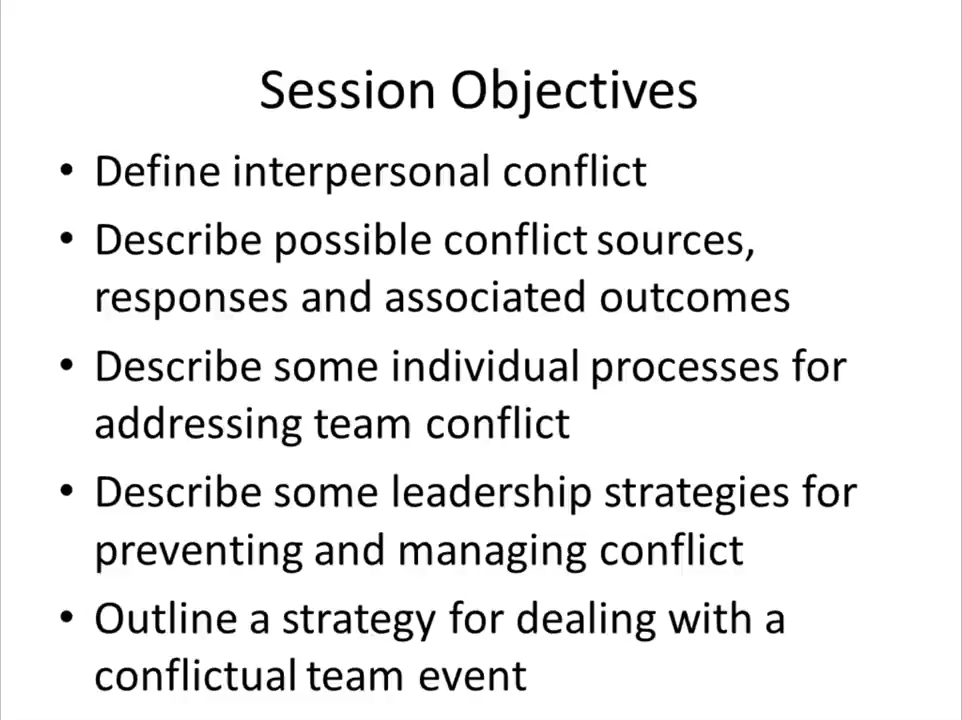 Session Objectives
• Define interpersonal conflict
• Describe possible conflict sources,
responses and associated outcomes
• Describe some individual processes for
addressing team conflict
• Describe some leadership strategies for
preventing and managing conflict
• Outline a strategy for dealing with a
conflictual team event